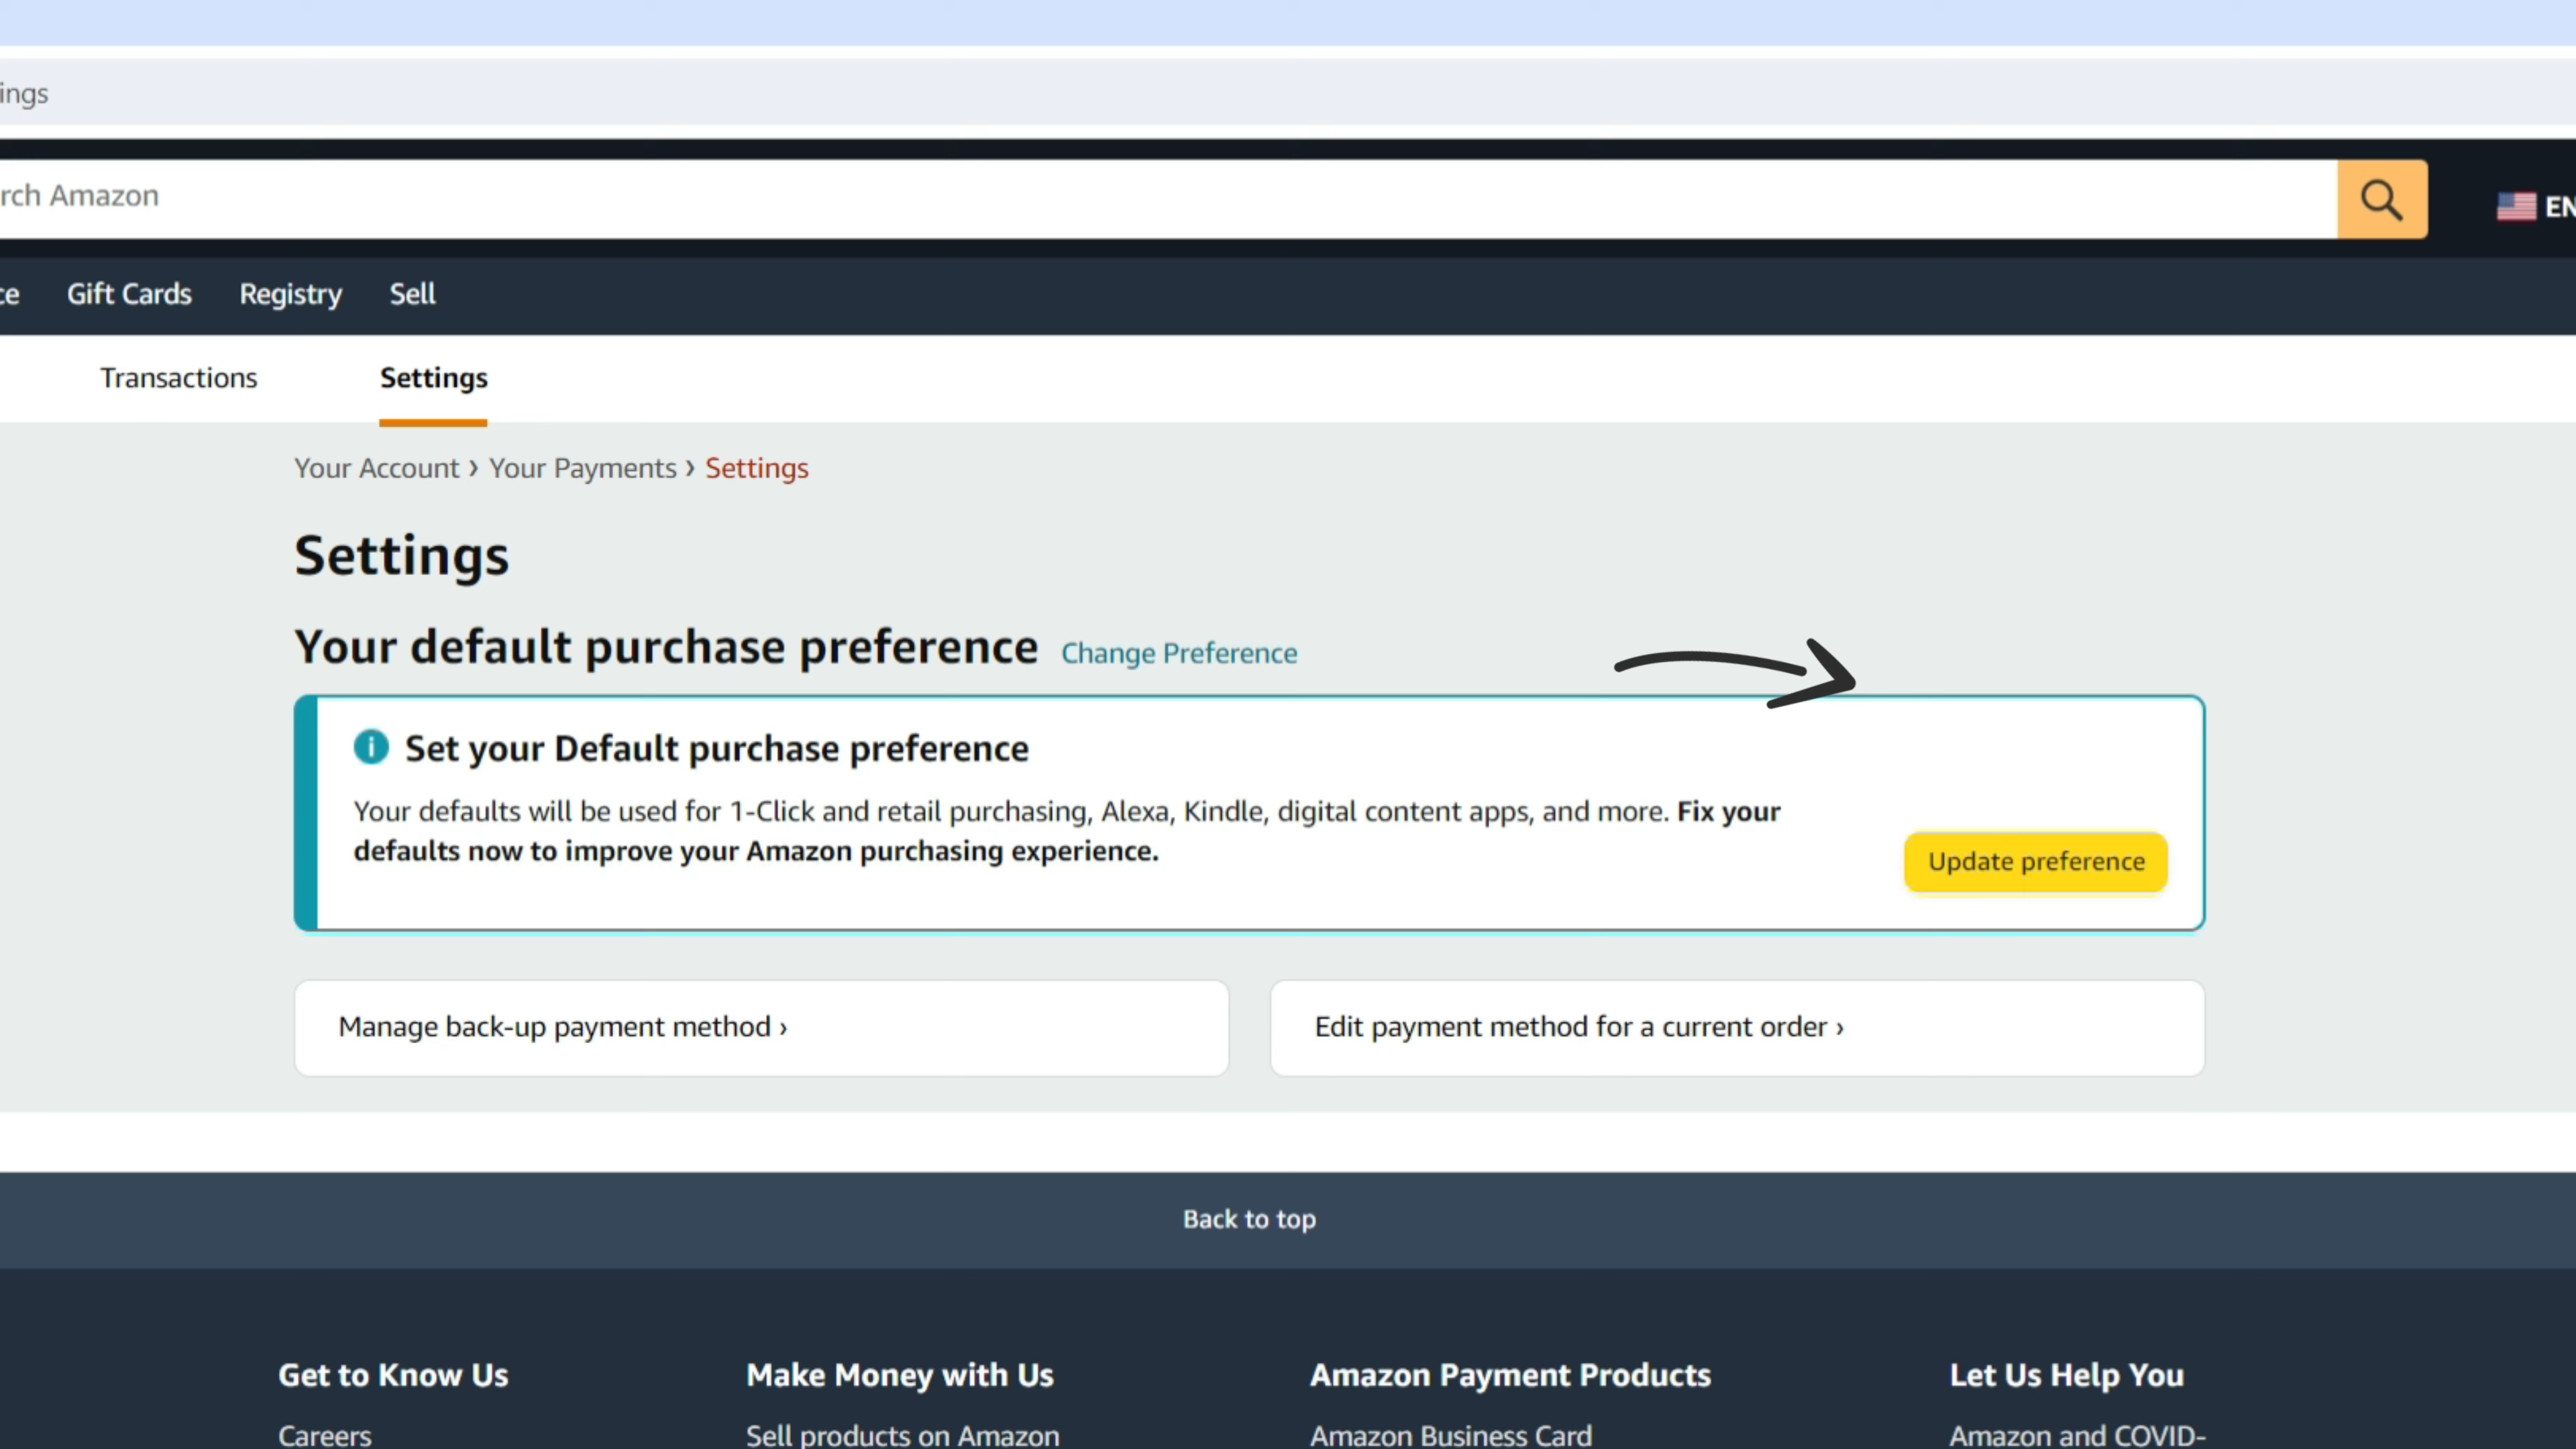 ings
rch Amazon
EN
ce Gift Cards Registry Sell
Transactions Settings
Your Account › Your Payments › Settings
Settings
Your default purchase preference Change Preference
Set your Default purchase preference
Your defaults will be used for 1-Click and retail purchasing, Alexa, Kindle, digital content apps, and more. Fix your
defaults now to improve your Amazon purchasing experience.
Update preference
Manage back-up payment method ›
Edit payment method for a current order ›
Back to top
Get to Know Us Make Money with Us Amazon Payment Products Let Us Help You
Careers Sell products on Amazon Amazon Business Card Amazon and COVID-